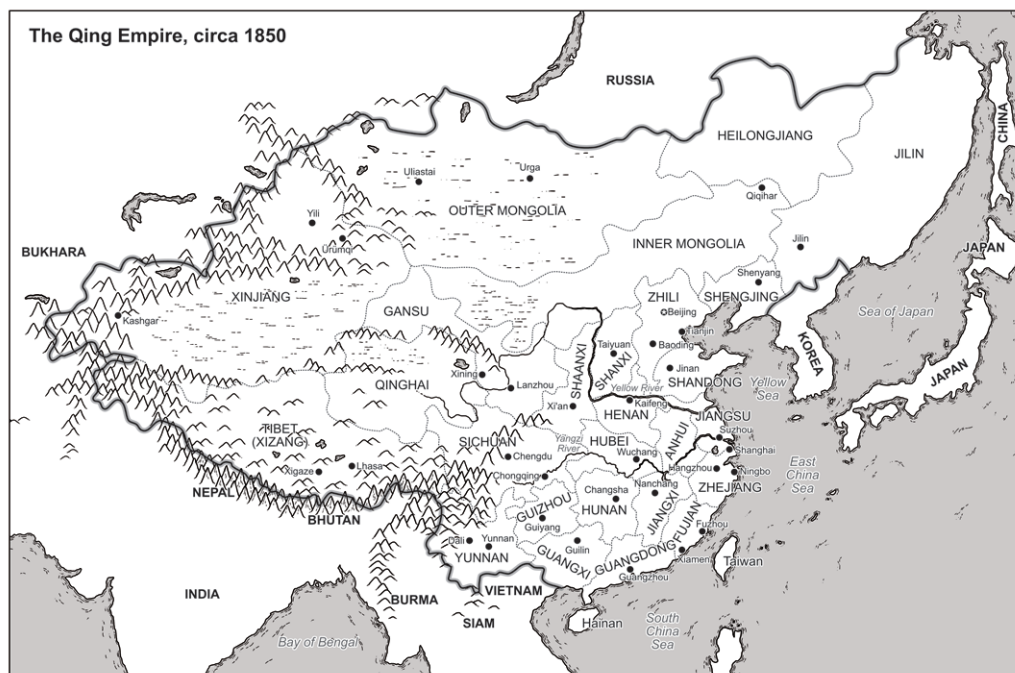 The Qing Empire, circa 1850
RUSSIA
HEILONGJIANG
JILIN
CHINA
Uliastai
Urga
Qiqihar
OUTER MONGOLIA
Yili
Ürümqi
INNER MONGOLIA
Jilin
BUKHARA
JAPAN
Shenyang
XINJIANG
ZHILI
SHENGJING
Kashgar
GANSU
Beijing
Sea of Japan
Tianjin
Taiyuan
Baoding
KOREA
SHAANXI
SHANXI
Jinan
Xining
QINGHAI
Lanzhou
SHANDONG
JAPAN
Yellow River
Yellow
Sea
Kaifeng
Xi'an
HENAN
JIANGSU
TIBET
(XIZANG)
SICHUAN
Yangzi
River
HUBEI
ANHUI
Suzhou
Shanghai
Chengdu
Wuchang
Xigaze
Lhasa
Hangzhou
Ningbo
East
China
Sea
Chongqing
NEPAL
ZHEJIANG
Changsha
Nanchang
HUNAN
JIANGXI
BHUTAN
GUIZHOU
Guiyang
FUJIAN
Fuzhou
Dali
Yunnan
Guilin
YUNNAN
GUANGXI
GUANGDONG
Xiamen
Taiwan
Guangzhou
INDIA
BURMA
VIETNAM
SIAM
Hainan
South
China
Sea
Bay of Bengal